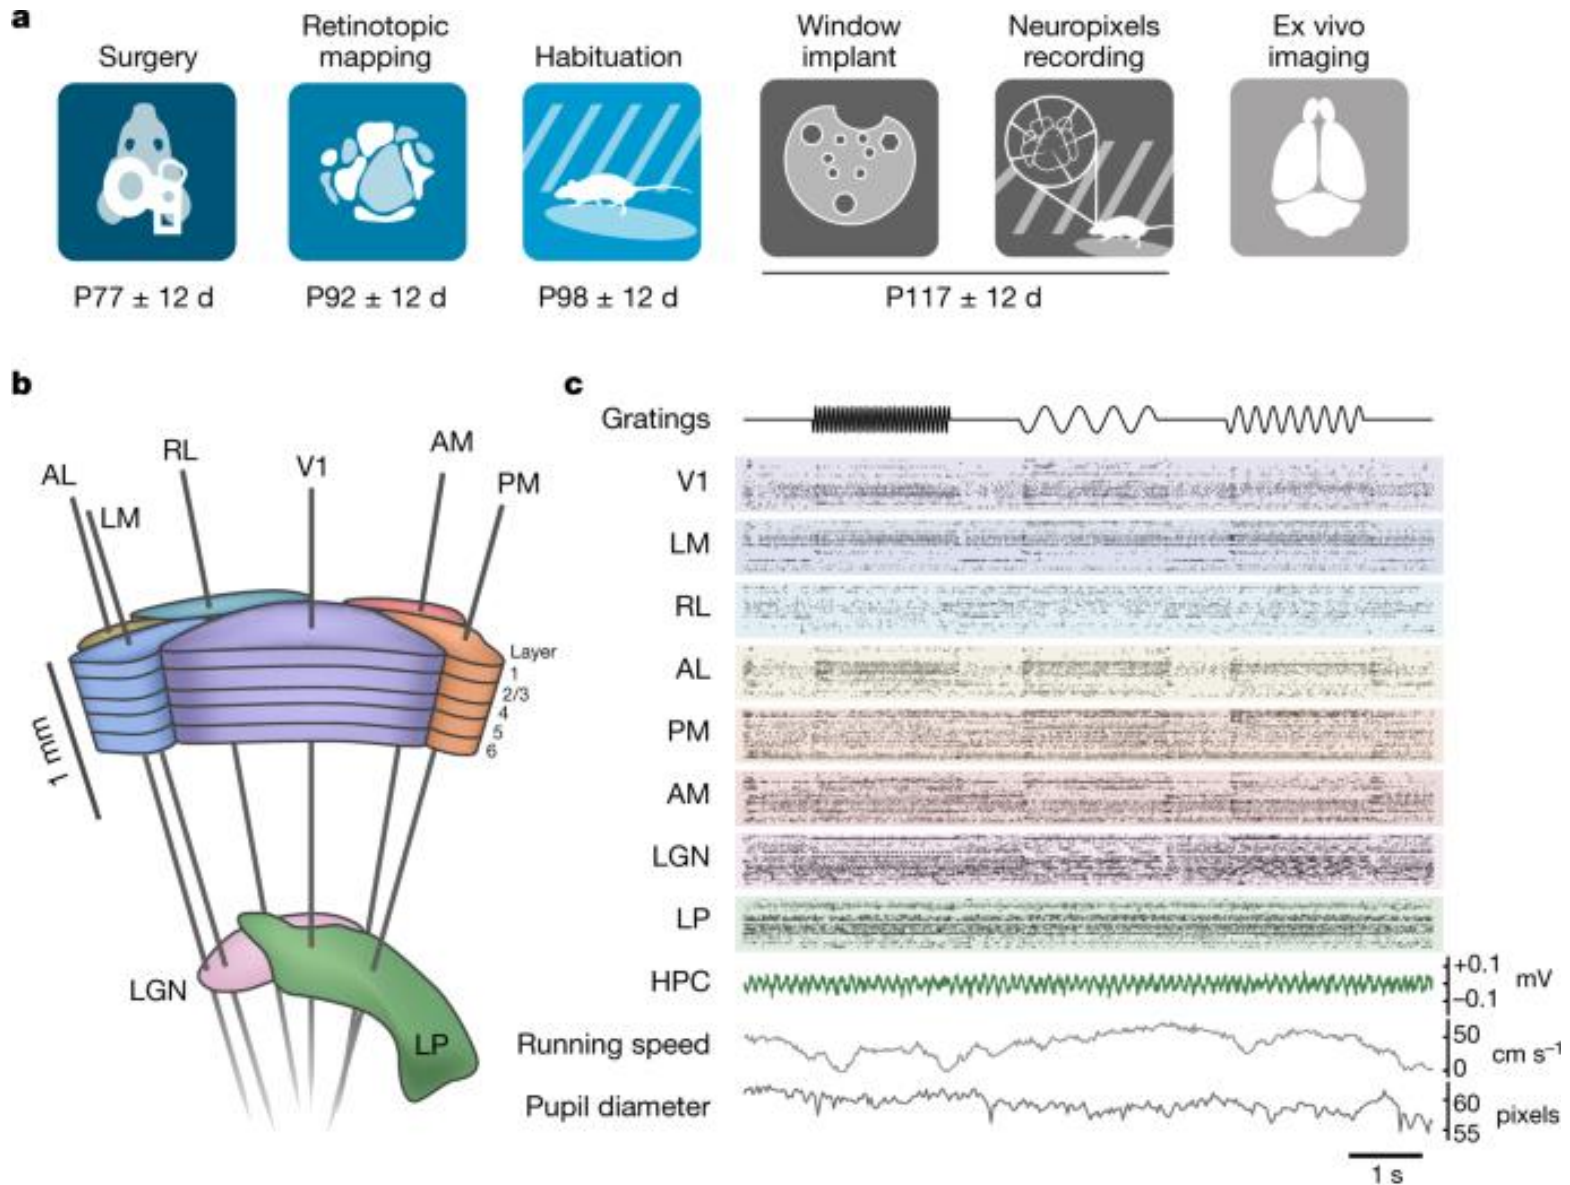 a
Surgery
Retinotopic
mapping
Habituation
Window
implant
Neuropixels
recording
Ex vivo
imaging
P77 ± 12 d
P92 ± 12 d
P98 ± 12 d
P117 ± 12 d
b
AL
LM
RL
V1
AM
PM
Layer
1
2/3
4
5
6
1 mm
LGN
LP
c
Gratings
V1
LM
RL
AL
PM
AM
LGN
LP
HPC
+0.1
−0.1
mV
Running speed
50
0
cm s⁻¹
Pupil diameter
60
55
pixels
1 s